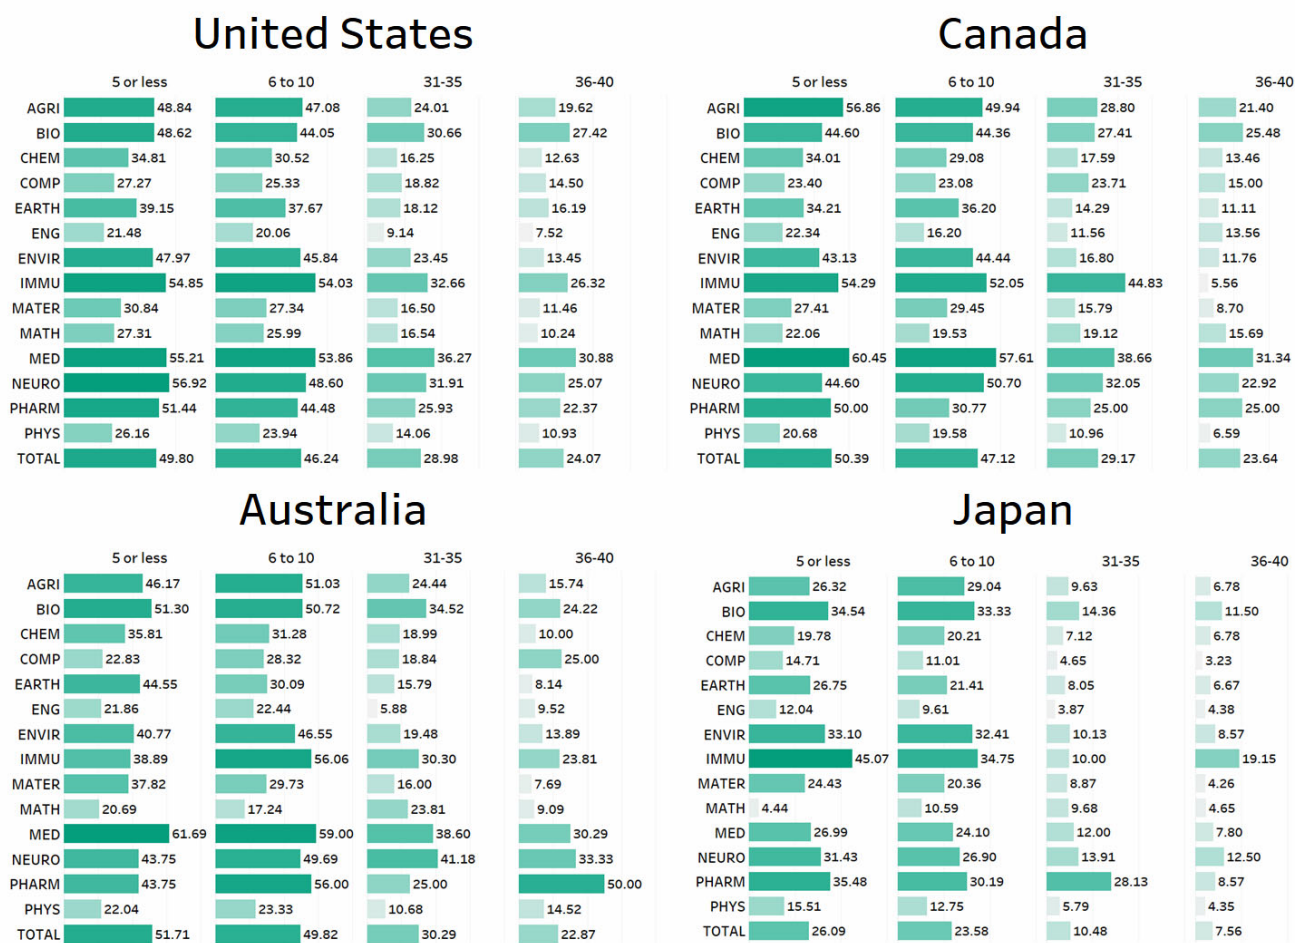 United States
5 or less 6 to 10 31-35 36-40
AGRI 48.84 47.08 24.01 19.62
BIO 48.62 44.05 30.66 27.42
CHEM 34.81 30.52 16.25 12.63
COMP 27.27 25.33 18.82 14.50
EARTH 39.15 37.67 18.12 16.19
ENG 21.48 20.06 9.14 7.52
ENVIR 47.97 45.84 23.45 13.45
IMMU 54.85 54.03 32.66 26.32
MATER 30.84 27.34 16.50 11.46
MATH 27.31 25.99 16.54 10.24
MED 55.21 53.86 36.27 30.88
NEURO 56.92 48.60 31.91 25.07
PHARM 51.44 44.48 25.93 22.37
PHYS 26.16 23.94 14.06 10.93
TOTAL 49.80 46.24 28.98 24.07
Canada
5 or less 6 to 10 31-35 36-40
AGRI 56.86 49.94 28.80 21.40
BIO 44.60 44.36 27.41 25.48
CHEM 34.01 29.08 17.59 13.46
COMP 23.40 23.08 23.71 15.00
EARTH 34.21 36.20 14.29 11.11
ENG 22.34 16.20 11.56 13.56
ENVIR 43.13 44.44 16.80 11.76
IMMU 54.29 52.05 44.83 5.56
MATER 27.41 29.45 15.79 8.70
MATH 22.06 19.53 19.12 15.69
MED 60.45 57.61 38.66 31.34
NEURO 44.60 50.70 32.05 22.92
PHARM 50.00 30.77 25.00 25.00
PHYS 20.68 19.58 10.96 6.59
TOTAL 50.39 47.12 29.17 23.64
Australia
5 or less 6 to 10 31-35 36-40
AGRI 46.17 51.03 24.44 15.74
BIO 51.30 50.72 34.52 24.22
CHEM 35.81 31.28 18.99 10.00
COMP 22.83 28.32 18.84 25.00
EARTH 44.55 30.09 15.79 8.14
ENG 21.86 22.44 5.88 9.52
ENVIR 40.77 46.55 19.48 13.89
IMMU 38.89 56.06 30.30 23.81
MATER 37.82 29.73 16.00 7.69
MATH 20.69 17.24 23.81 9.09
MED 61.69 59.00 38.60 30.29
NEURO 43.75 49.69 41.18 33.33
PHARM 43.75 56.00 25.00 50.00
PHYS 22.04 23.33 10.68 14.52
TOTAL 51.71 49.82 30.29 22.87
Japan
5 or less 6 to 10 31-35 36-40
AGRI 26.32 29.04 9.63 6.78
BIO 34.54 33.33 14.36 11.50
CHEM 19.78 20.21 7.12 6.78
COMP 14.71 11.01 4.65 3.23
EARTH 26.75 21.41 8.05 6.67
ENG 12.04 9.61 3.87 4.38
ENVIR 33.10 32.41 10.13 8.57
IMMU 45.07 34.75 10.00 19.15
MATER 24.43 20.36 8.87 4.26
MATH 4.44 10.59 9.68 4.65
MED 26.99 24.10 12.00 7.80
NEURO 31.43 26.90 13.91 12.50
PHARM 35.48 30.19 28.13 8.57
PHYS 15.51 12.75 5.79 4.35
TOTAL 26.09 23.58 10.48 7.56